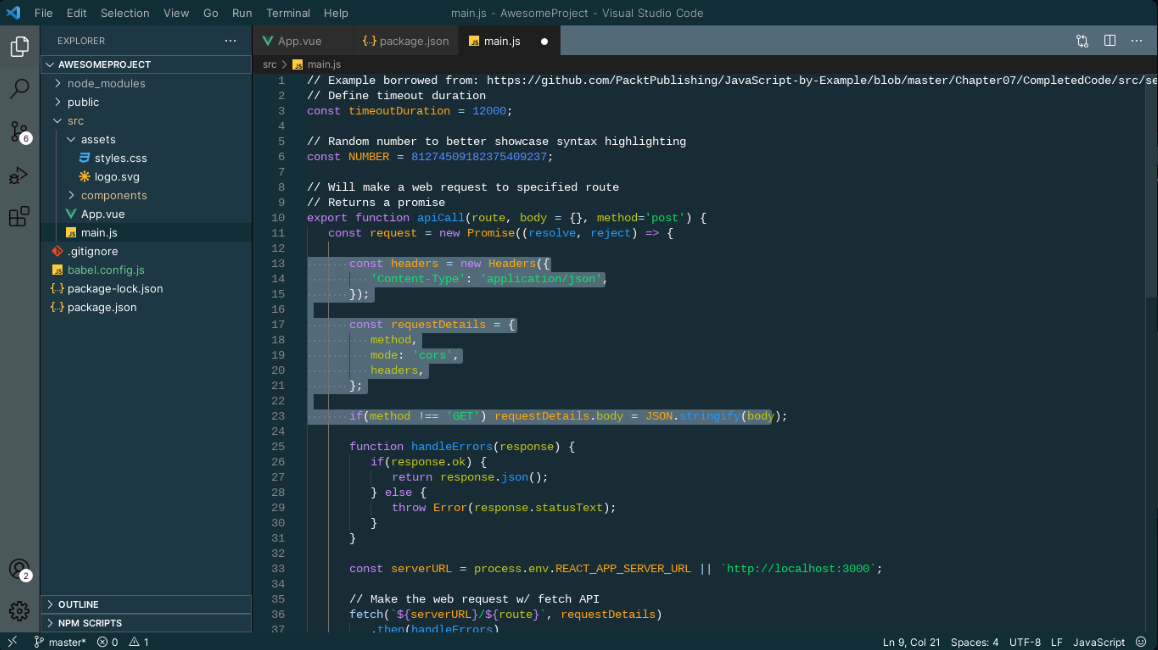 File Edit Selection View Go Run Terminal Help
main.js - AwesomeProject - Visual Studio Code
EXPLORER
AWESOMEPROJECT
node_modules
public
src
assets
styles.css
logo.svg
components
App.vue
main.js
.gitignore
babel.config.js
package-lock.json
package.json
6
2
OUTLINE
NPM SCRIPTS
App.vue
package.json
main.js
src main.js
1 // Example borrowed from: https://github.com/PacktPublishing/JavaScript-by-Example/blob/master/Chapter07/CompletedCode/src/se
2 // Define timeout duration
3 const timeoutDuration = 12000;
4
5 // Random number to better showcase syntax highlighting
6 const NUMBER = 81274509182375409237;
7
8 // Will make a web request to specified route
9 // Returns a promise
10 export function apiCall(route, body = {}, method='post') {
11 const request = new Promise((resolve, reject) => {
12
13 const headers = new Headers({
14 'Content-Type': 'application/json',
15 });
16
17 const requestDetails = {
18 method,
19 mode: 'cors',
20 headers,
21 };
22
23 if(method !== 'GET') requestDetails.body = JSON.stringify(body);
24
25 function handleErrors(response) {
26 if(response.ok) {
27 return response.json();
28 } else {
29 throw Error(response.statusText);
30 }
31 }
32
33 const serverURL = process.env.REACT_APP_SERVER_URL || `http://localhost:3000`;
34
35 // Make the web request w/ fetch API
36 fetch(`${serverURL}/${route}`, requestDetails)
37 .then(handleErrors)
master* 0 1
Ln 9, Col 21 Spaces: 4 UTF-8 LF JavaScript